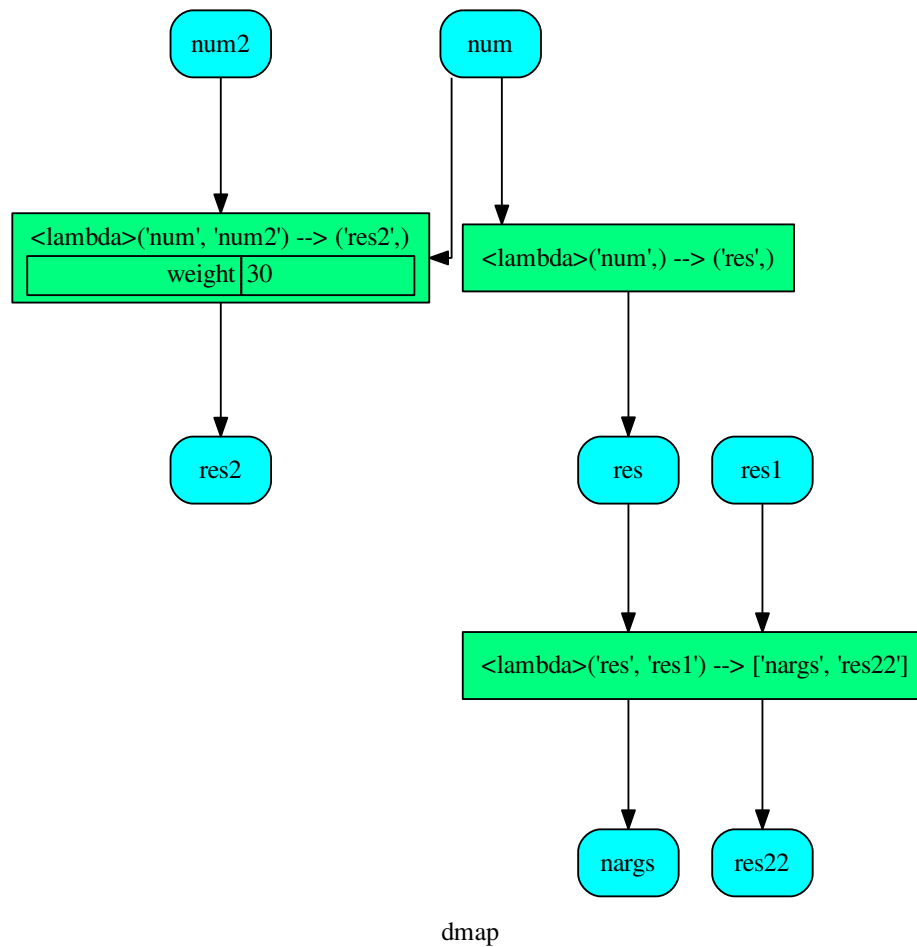 num2
num
<lambda>('num', 'num2') --> ('res2',)
weight 30
<lambda>('num',) --> ('res',)
res2
res
res1
<lambda>('res', 'res1') --> ['nargs', 'res22']
nargs
res22
dmap